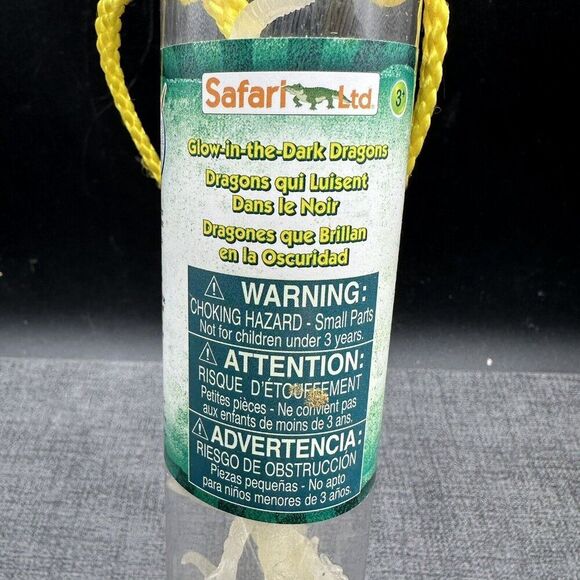 Safari Ltd.
3+
Glow-in-the-Dark Dragons
Dragons qui Luisent
Dans le Noir
Dragones que Brillan
en la Oscuridad
WARNING:
CHOKING HAZARD - Small Parts
Not for children under 3 years.
ATTENTION:
RISQUE D'ÉTOUFFEMENT
Petites pièces - Ne convient pas
aux enfants de moins de 3 ans.
ADVERTENCIA:
RIESGO DE OBSTRUCCIÓN
Piezas pequeñas - No apto
para niños menores de 3 años.